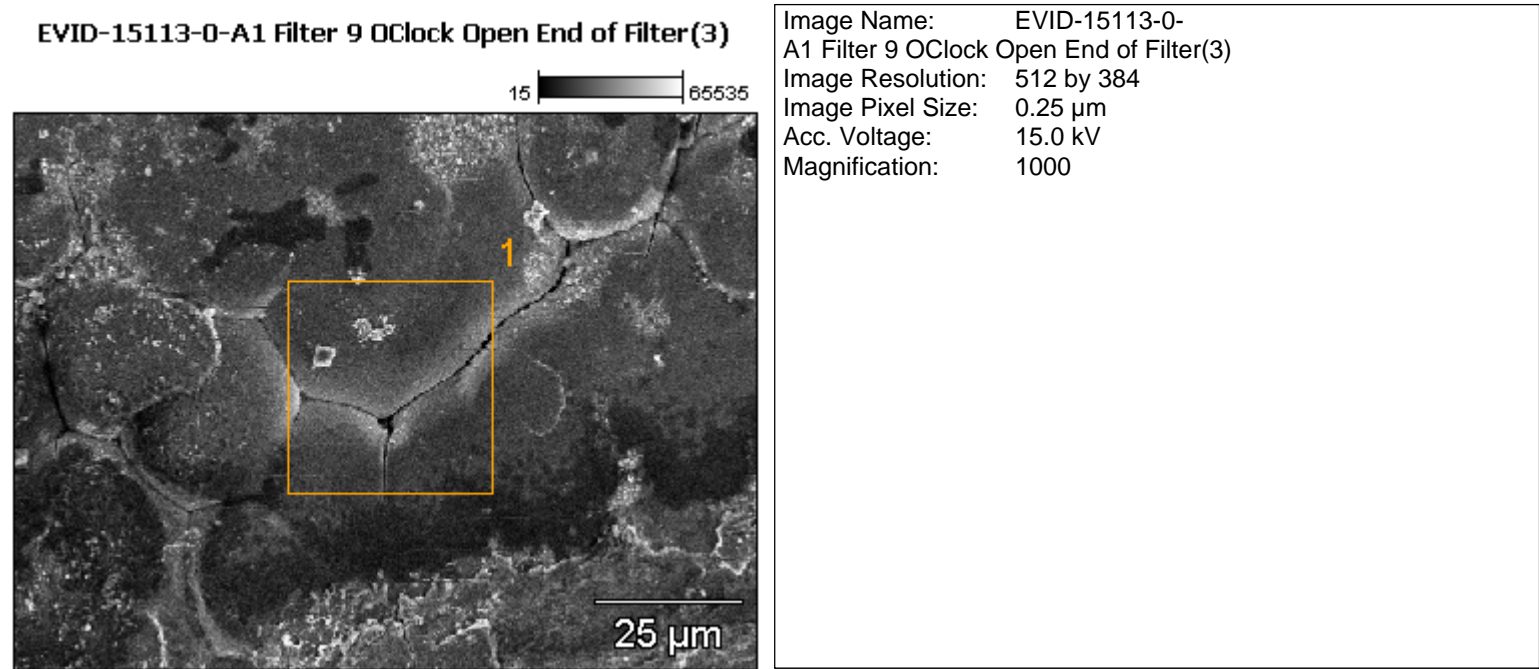 EVID-15113-0-A1 Filter 9 OClock Open End of Filter(3)
15 65535
1
25 µm
Image Name: EVID-15113-0-
A1 Filter 9 OClock Open End of Filter(3)
Image Resolution: 512 by 384
Image Pixel Size: 0.25 µm
Acc. Voltage: 15.0 kV
Magnification: 1000